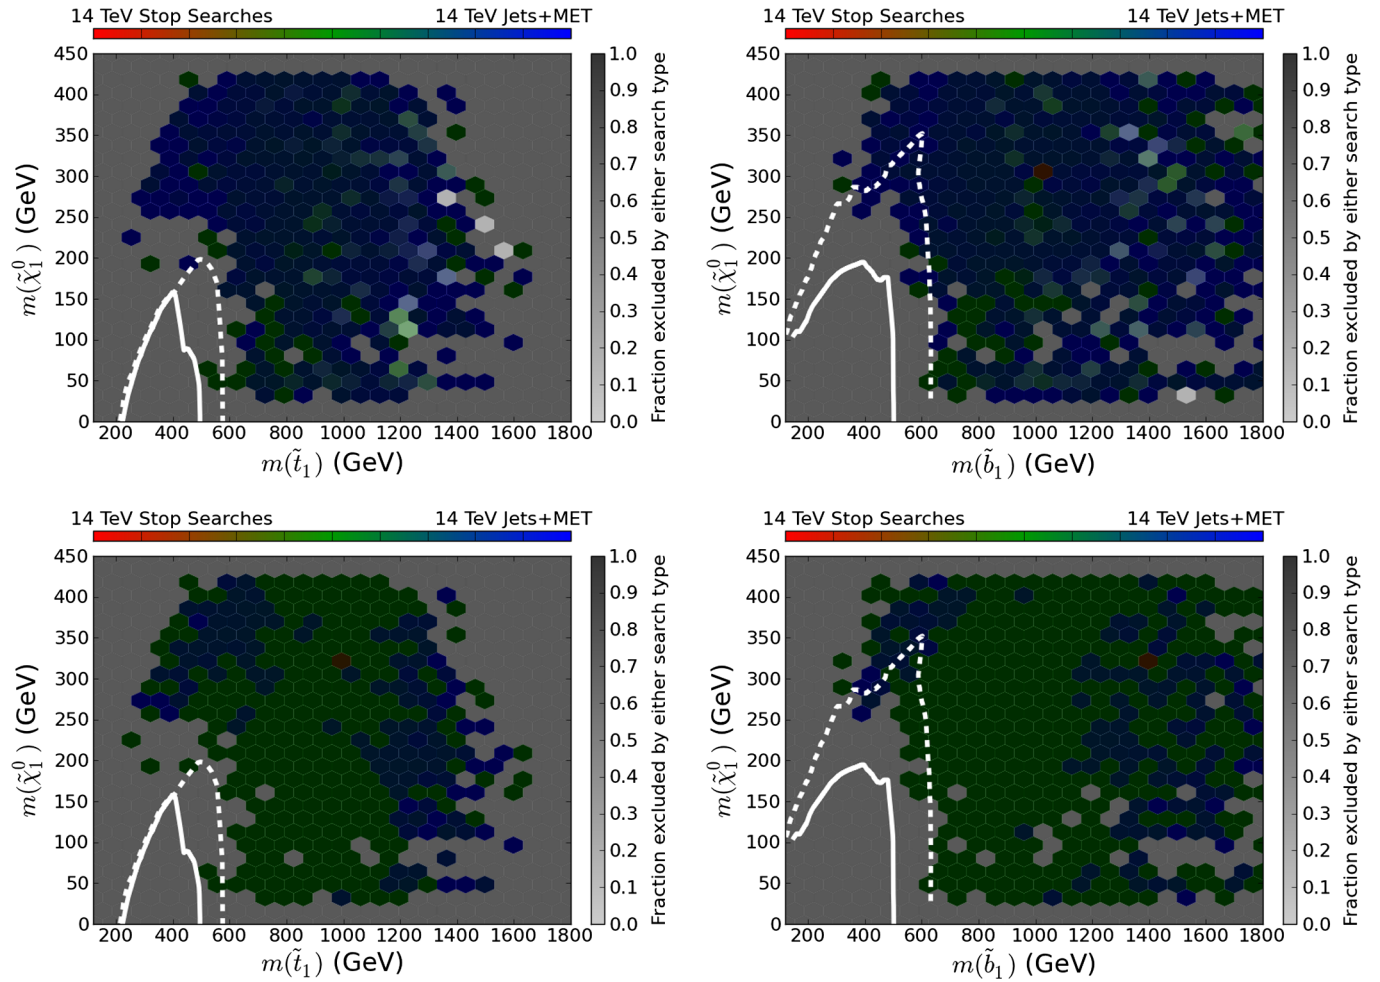 14 TeV Stop Searches 14 TeV Jets+MET 14 TeV Stop Searches 14 TeV Jets+MET
450 1.0 450 1.0
400 0.9 400 0.9
350 0.8 350 0.8
300 0.7 300 0.7
250 0.6 250 0.6
200 0.5 200 0.5
150 0.4 150 0.4
100 0.3 100 0.3
50 0.2 50 0.2
0 0.1 0 0.1
0.0 0.0
m(χ̃₁⁰) (GeV) Fraction excluded by either search type m(χ̃₁⁰) (GeV) Fraction excluded by either search type
200 400 600 800 1000 1200 1400 1600 1800 200 400 600 800 1000 1200 1400 1600 1800
m(t̃₁) (GeV) m(b̃₁) (GeV)
14 TeV Stop Searches 14 TeV Jets+MET 14 TeV Stop Searches 14 TeV Jets+MET
450 1.0 450 1.0
400 0.9 400 0.9
350 0.8 350 0.8
300 0.7 300 0.7
250 0.6 250 0.6
200 0.5 200 0.5
150 0.4 150 0.4
100 0.3 100 0.3
50 0.2 50 0.2
0 0.1 0 0.1
0.0 0.0
m(χ̃₁⁰) (GeV) Fraction excluded by either search type m(χ̃₁⁰) (GeV) Fraction excluded by either search type
200 400 600 800 1000 1200 1400 1600 1800 200 400 600 800 1000 1200 1400 1600 1800
m(t̃₁) (GeV) m(b̃₁) (GeV)